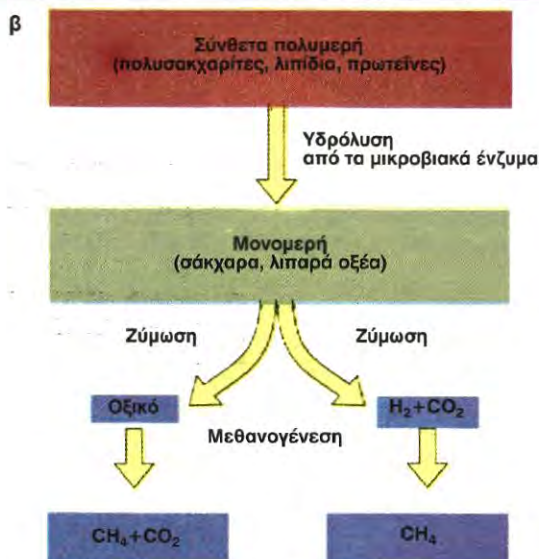 β
Σύνθετα πολυμερή
(πολυσακχαρίτες, λιπίδια, πρωτεΐνες)
Υδρόλυση
από τα μικροβιακά ένζυμα
Μονομερή
(σάκχαρα, λιπαρά οξέα)
Ζύμωση
Ζύμωση
Οξικό
H₂+CO₂
Μεθανογένεση
CH₄+CO₂
CH₄